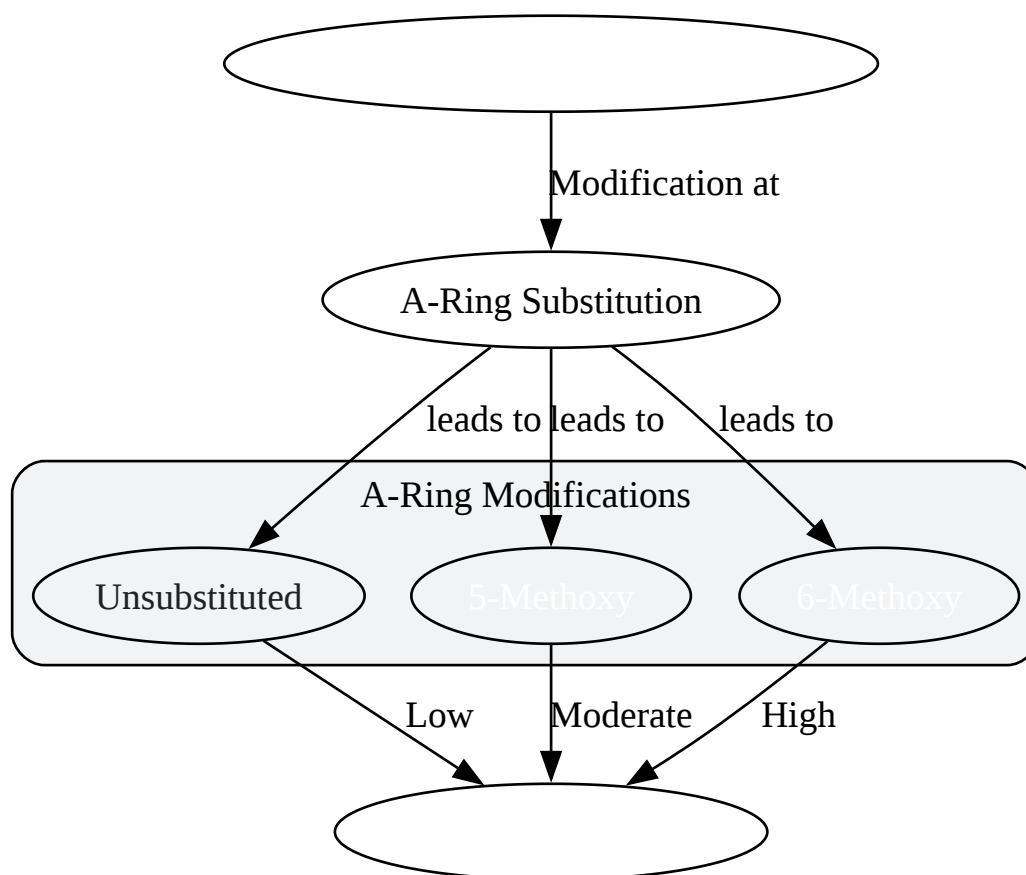 Modification at
A-Ring Substitution
leads to
leads to
leads to
A-Ring Modifications
Unsubstituted
5-Methoxy
6-Methoxy
Low
Moderate
High